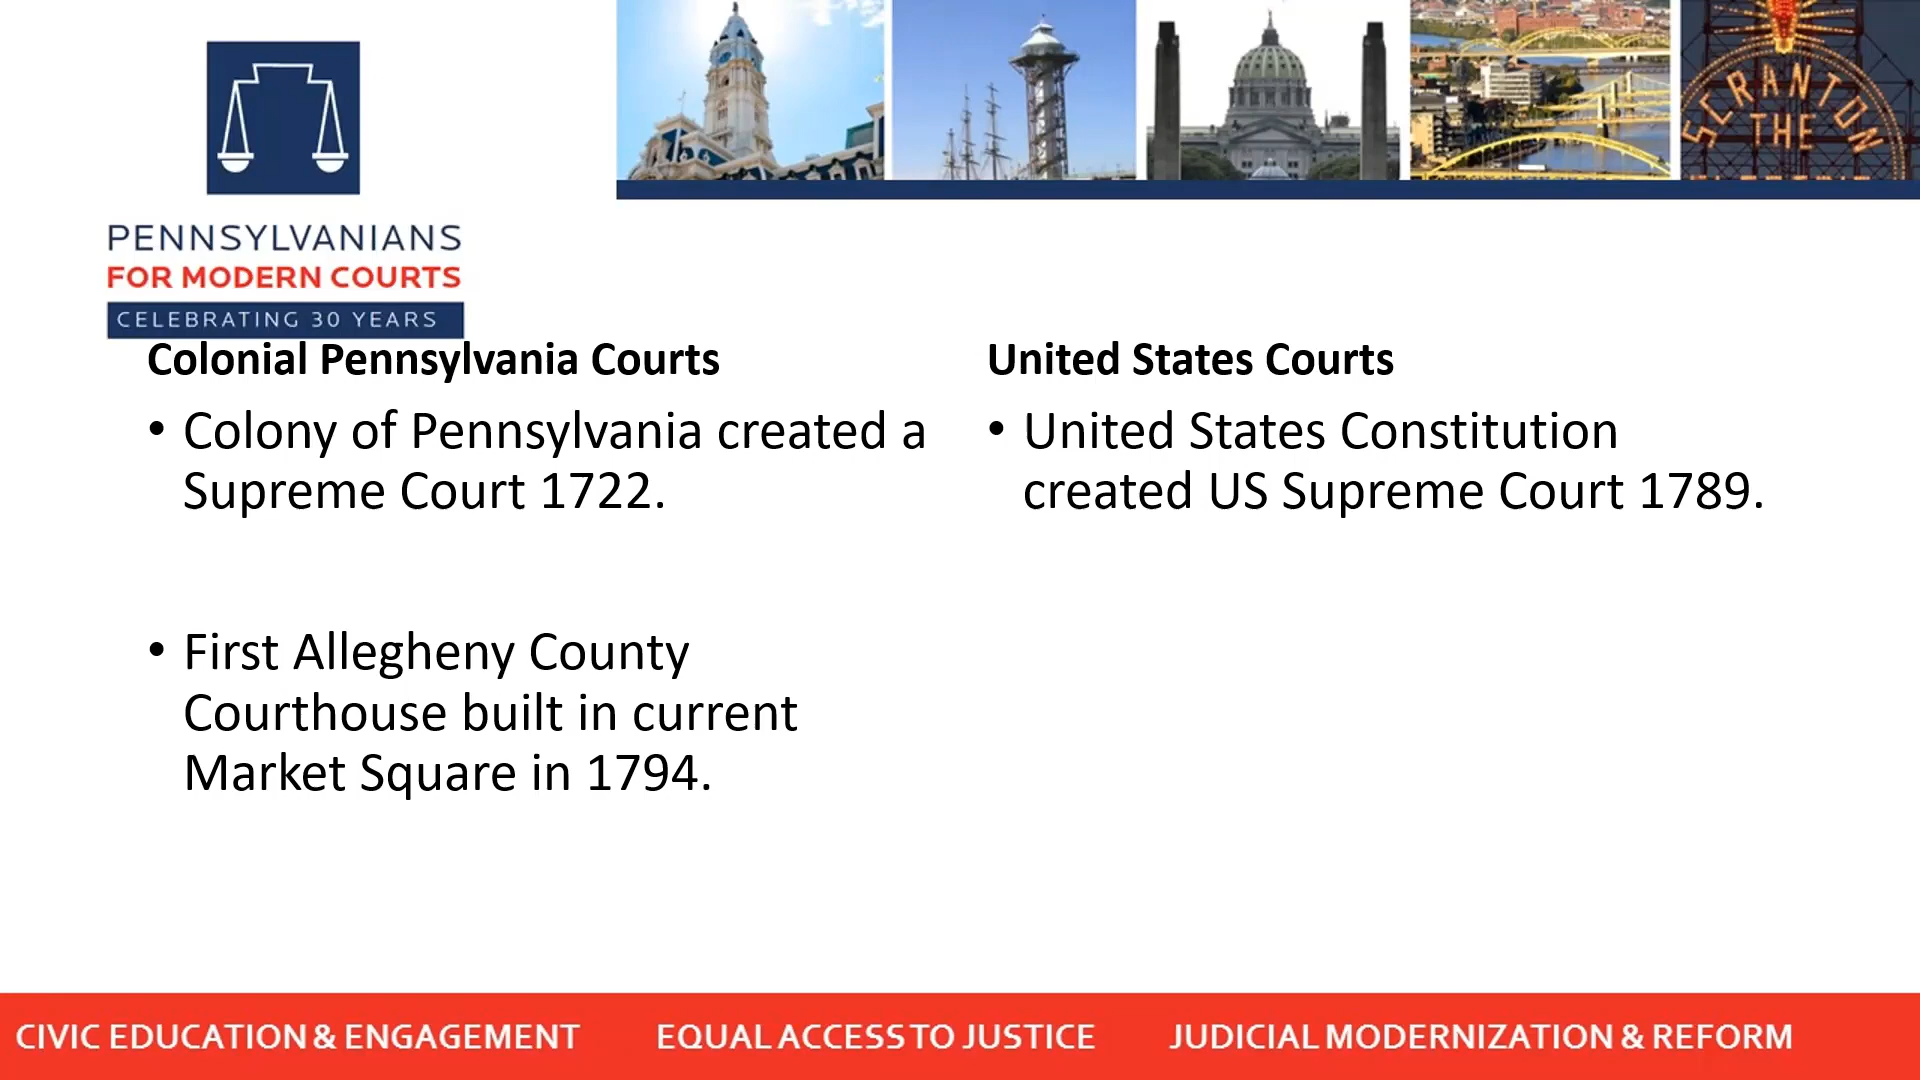 SCRANTON
THE
PENNSYLVANIANS
FOR MODERN COURTS
CELEBRATING 30 YEARS
Colonial Pennsylvania Courts
• Colony of Pennsylvania created a
Supreme Court 1722.
• First Allegheny County
Courthouse built in current
Market Square in 1794.
United States Courts
• United States Constitution
created US Supreme Court 1789.
CIVIC EDUCATION & ENGAGEMENT
EQUAL ACCESS TO JUSTICE
JUDICIAL MODERNIZATION & REFORM